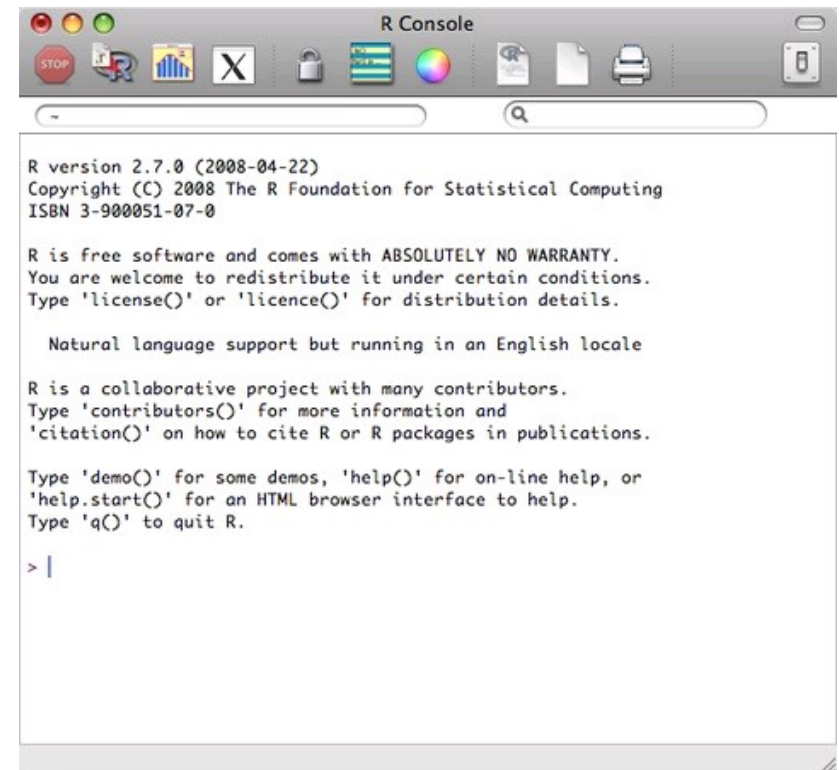 R Console
STOP
X
~
R version 2.7.0 (2008-04-22)
Copyright (C) 2008 The R Foundation for Statistical Computing
ISBN 3-900051-07-0
R is free software and comes with ABSOLUTELY NO WARRANTY.
You are welcome to redistribute it under certain conditions.
Type 'license()' or 'licence()' for distribution details.
Natural language support but running in an English locale
R is a collaborative project with many contributors.
Type 'contributors()' for more information and
'citation()' on how to cite R or R packages in publications.
Type 'demo()' for some demos, 'help()' for on-line help, or
'help.start()' for an HTML browser interface to help.
Type 'q()' to quit R.
>